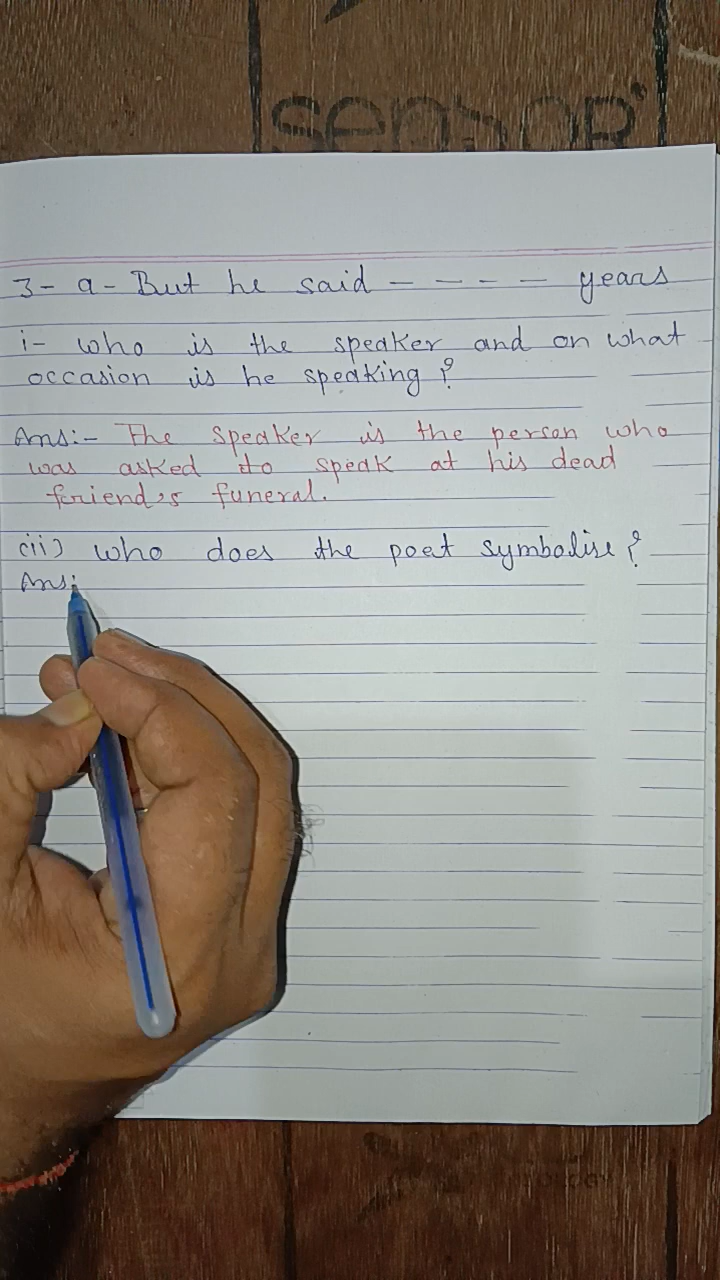 3- a- But he said - - - - years
i- who is the speaker and on what
occasion is he speaking ?
Ans:- The speaker is the person who
was asked to speak at his dead
friend's funeral.
(ii) who does the poet symbolise ?
Ans: